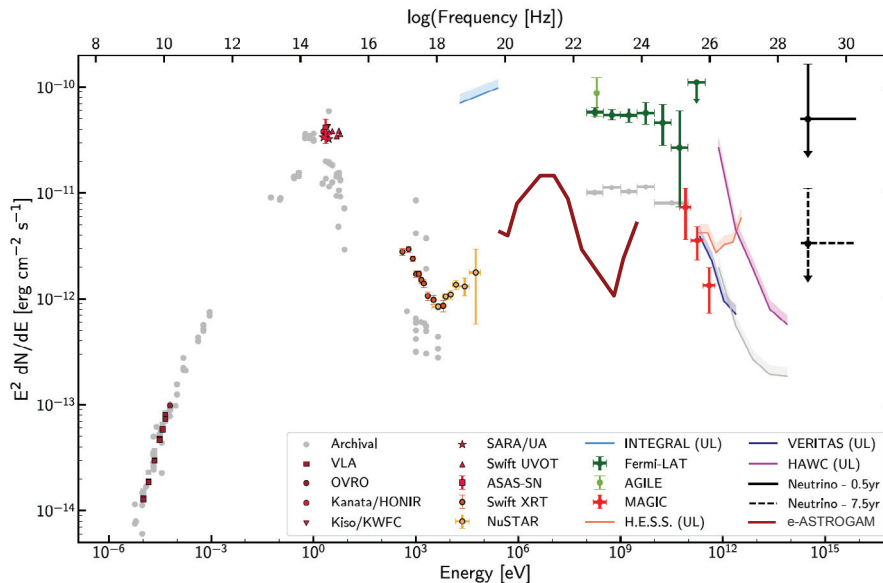 log(Frequency [Hz])
8 10 12 14 16 18 20 22 24 26 28 30
E² dN/dE [erg cm⁻² s⁻¹]
10⁻¹⁰
10⁻¹¹
10⁻¹²
10⁻¹³
10⁻¹⁴
Archival SARA/UA INTEGRAL (UL) VERITAS (UL)
VLA Swift UVOT Fermi-LAT HAWC (UL)
OVRO ASAS-SN AGILE Neutrino - 0.5yr
Kanata/HONIR Swift XRT MAGIC Neutrino - 7.5yr
Kiso/KWFC NuSTAR H.E.S.S. (UL) e-ASTROGAM
10⁻⁶ 10⁻³ 10⁰ 10³ 10⁶ 10⁹ 10¹² 10¹⁵
Energy [eV]